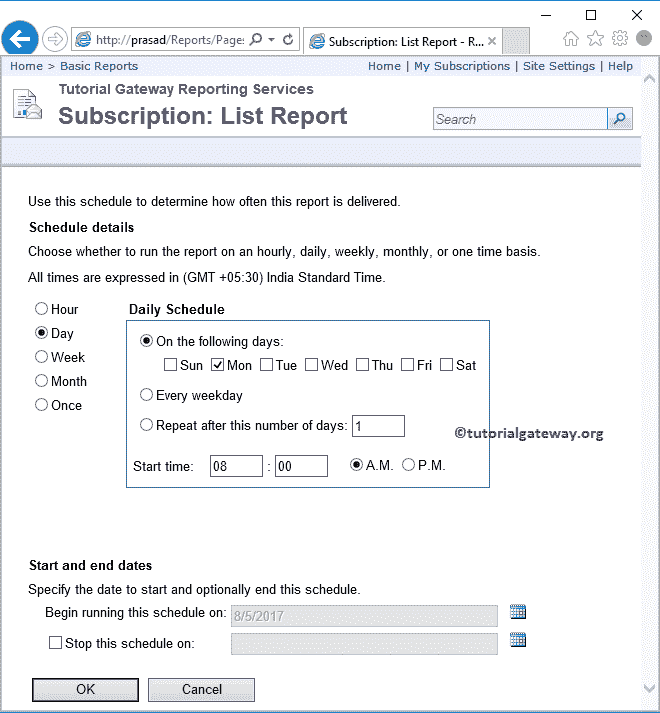 http://prasad/Reports/Page: Subscription: List Report - R...
Home > Basic Reports Home | My Subscriptions | Site Settings | Help
Tutorial Gateway Reporting Services
Subscription: List Report
Search
Use this schedule to determine how often this report is delivered.
Schedule details
Choose whether to run the report on an hourly, daily, weekly, monthly, or one time basis.
All times are expressed in (GMT +05:30) India Standard Time.
Hour
Day
Week
Month
Once
Daily Schedule
On the following days:
Sun Mon Tue Wed Thu Fri Sat
Every weekday
Repeat after this number of days: 1
©tutorialgateway.org
Start time: 08 : 00 A.M. P.M.
Start and end dates
Specify the date to start and optionally end this schedule.
Begin running this schedule on: 8/5/2017
Stop this schedule on:
OK Cancel